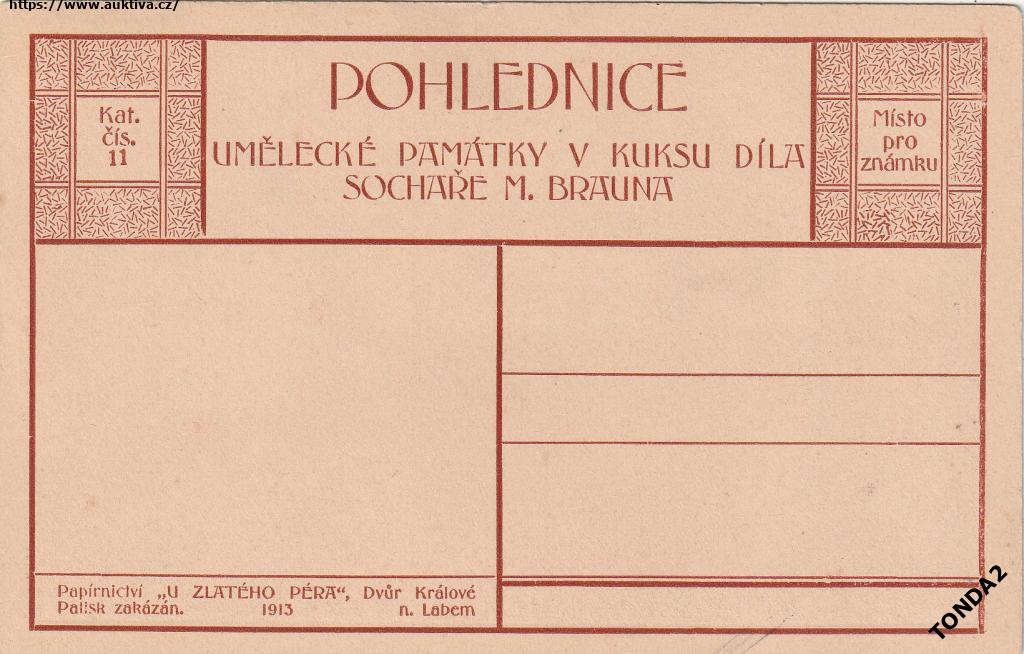 https://www.auktiva.cz/
Kat.
čís.
11
POHLEDNICE
UMĚLECKÉ PAMÁTKY V KUKSU DÍLA
SOCHAŘE M. BRAUNA
Místo
pro
známku
Papírnictví „U ZLATÉHO PÉRA“, Dvůr Králové
Patisk zakázán. 1913 n. Labem
TONDA2